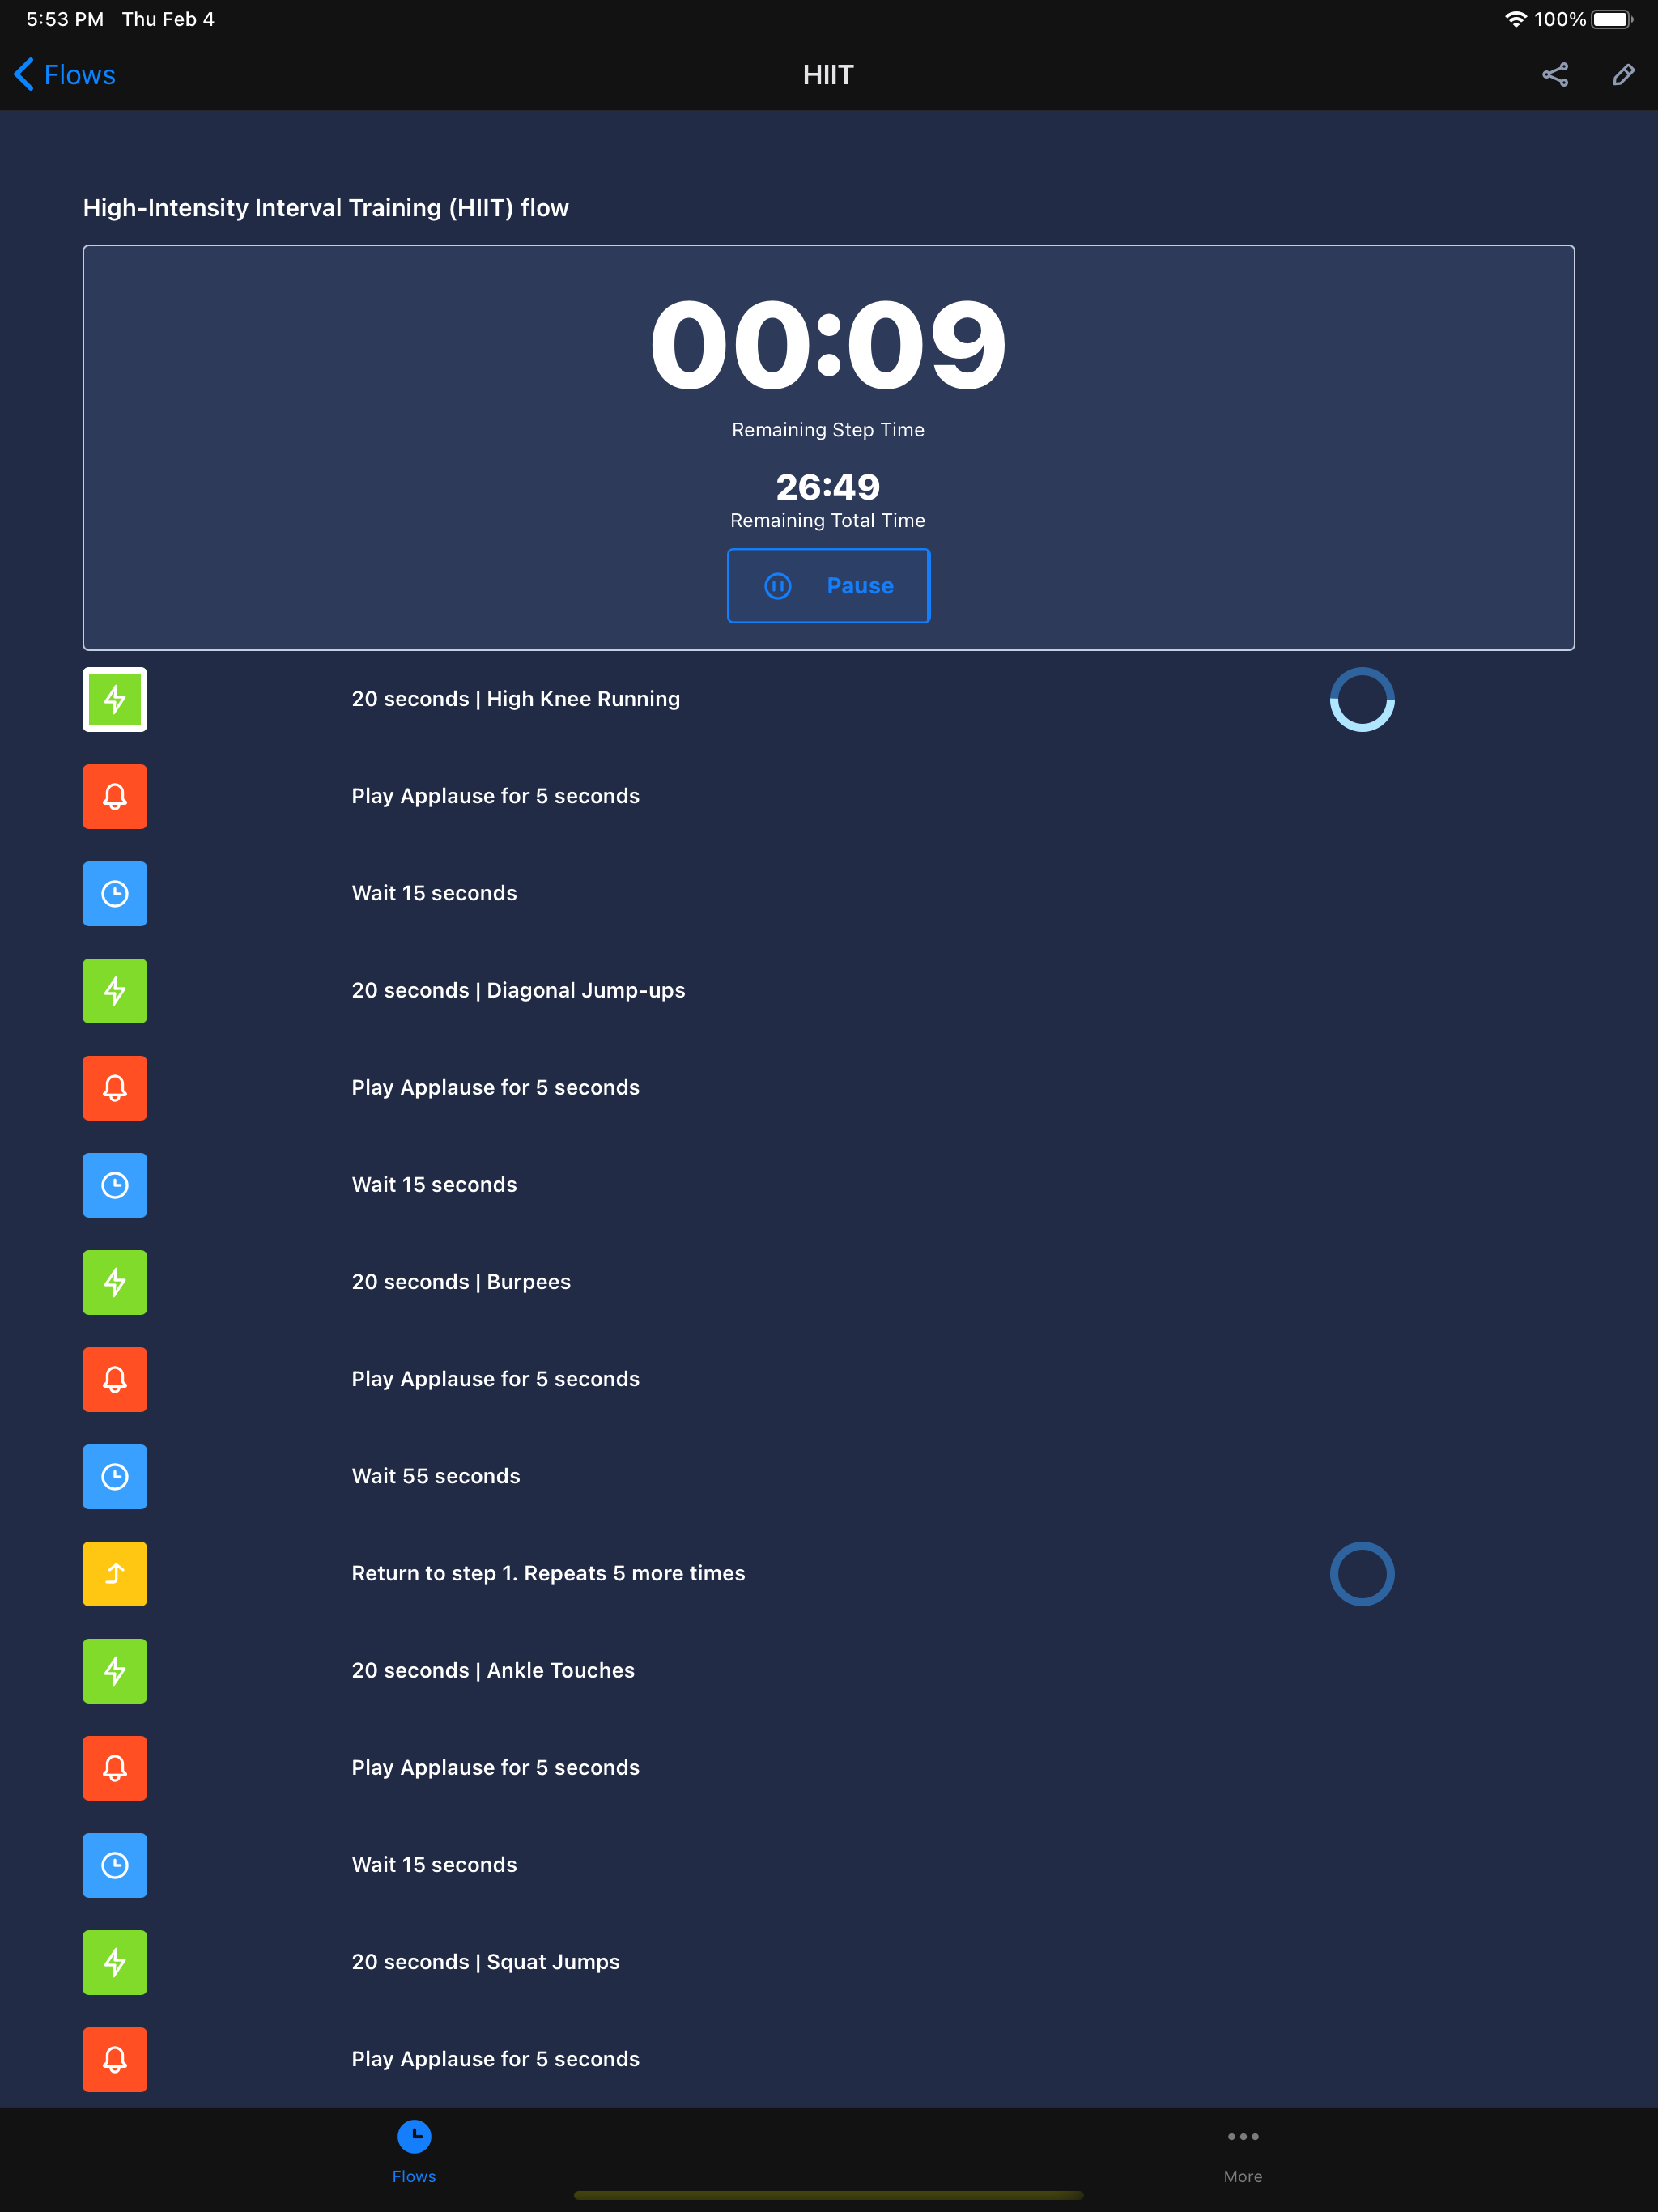 5:53 PM Thu Feb 4 100%
Flows HIIT
High-Intensity Interval Training (HIIT) flow
00:09
Remaining Step Time
26:49
Remaining Total Time
Pause
20 seconds | High Knee Running
Play Applause for 5 seconds
Wait 15 seconds
20 seconds | Diagonal Jump-ups
Play Applause for 5 seconds
Wait 15 seconds
20 seconds | Burpees
Play Applause for 5 seconds
Wait 55 seconds
Return to step 1. Repeats 5 more times
20 seconds | Ankle Touches
Play Applause for 5 seconds
Wait 15 seconds
20 seconds | Squat Jumps
Play Applause for 5 seconds
Flows More